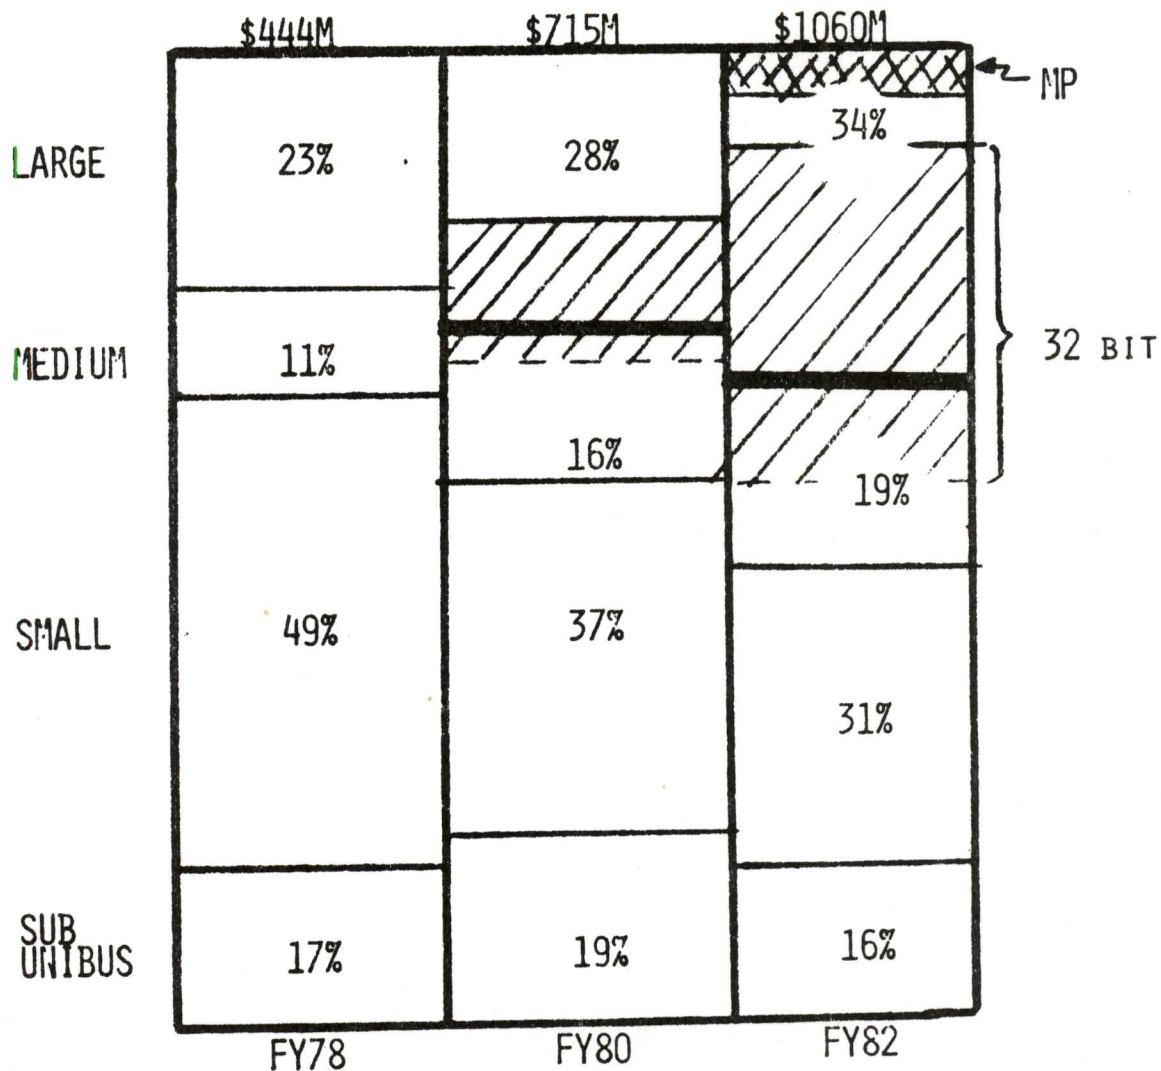 $444M $715M $1060M
MP
34%
LARGE 23% 28%
MEDIUM 11% 32 BIT
16%
19%
SMALL 49% 37%
31%
SUB
UNIBUS 17% 19% 16%
FY78 FY80 FY82